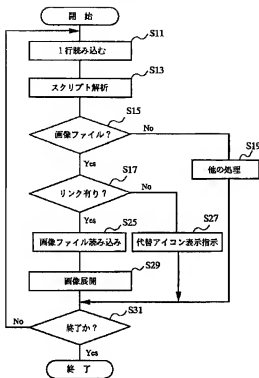 開始
S11
1行読み込む
S13
スクリプト解析
S15
画像ファイル?
No
Yes
S19
他の処理
S17
リンク有り?
No
Yes
S25
画像ファイル読み込み
S27
代替アイコン表示指示
S29
画像展開
S31
終了か?
No
Yes
終了